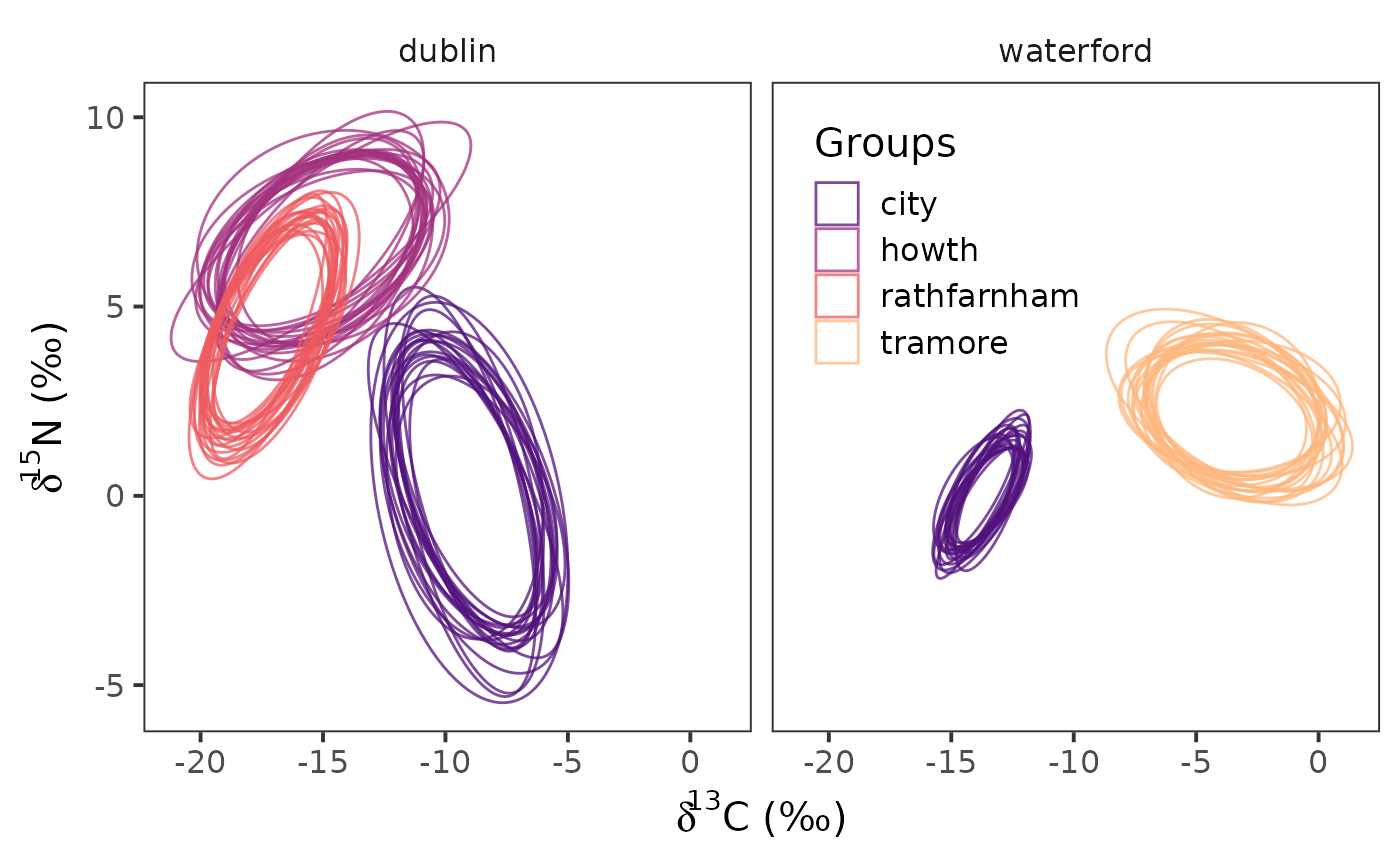 dublin
waterford
10
5
0
-5
δ¹⁵N (‰)
Groups
city
howth
rathfarnham
tramore
-20 -15 -10 -5 0
-20 -15 -10 -5 0
δ¹³C (‰)